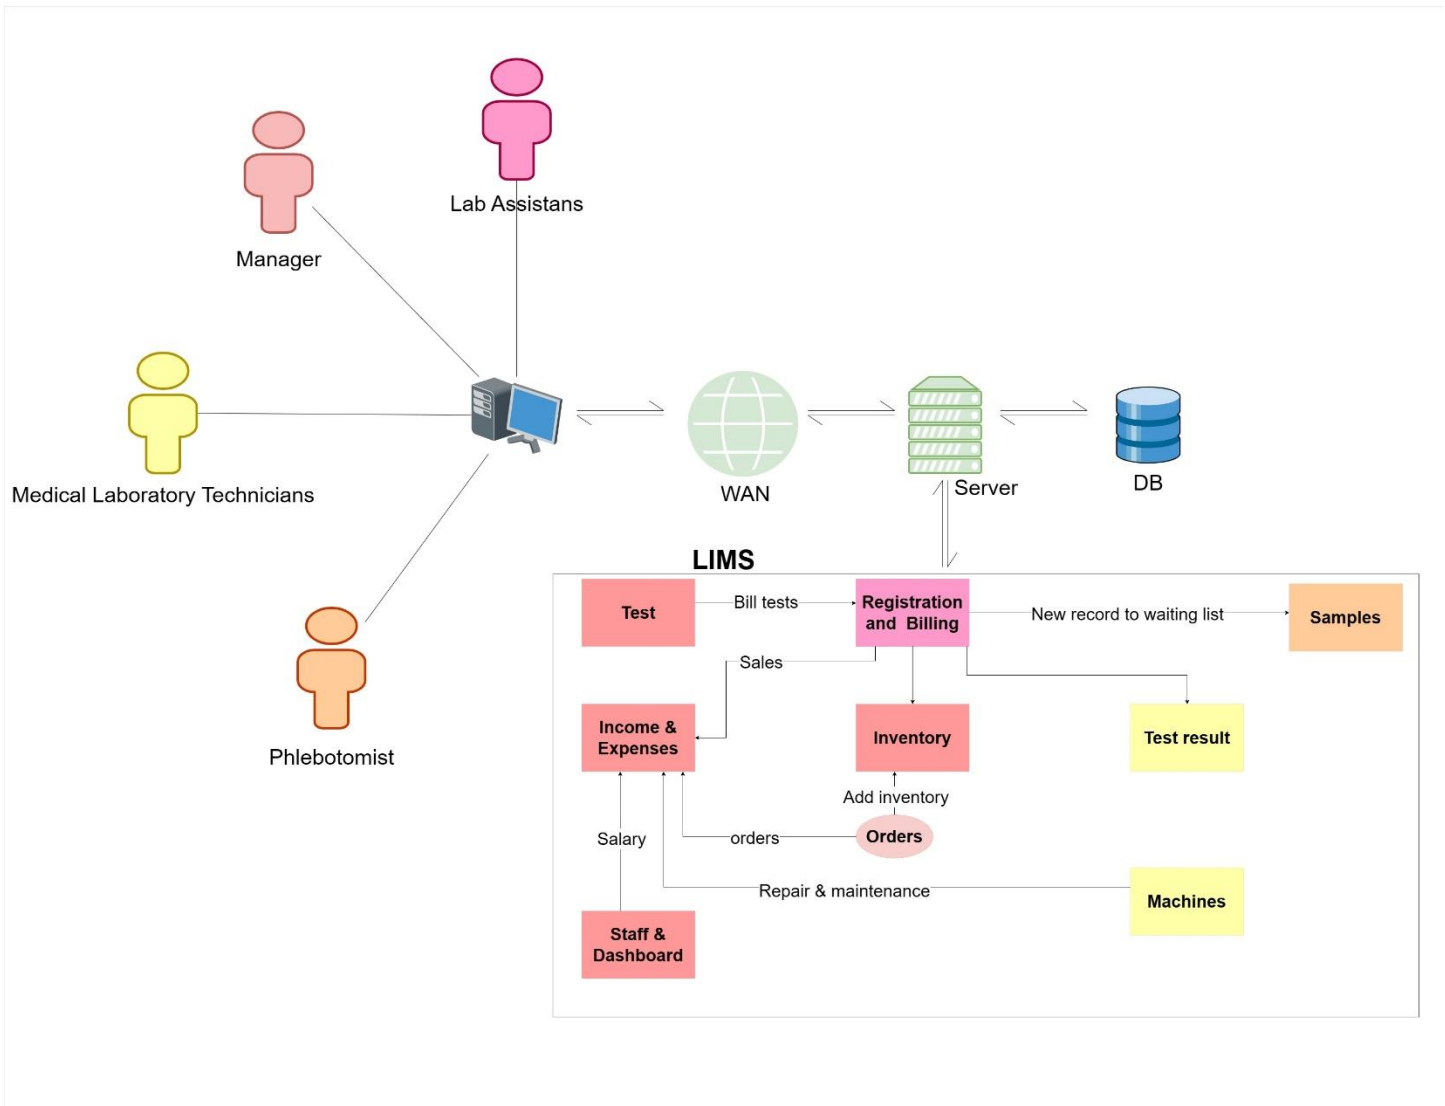 Lab Assistans
Manager
Medical Laboratory Technicians
WAN
Server
DB
Phlebotomist
LIMS
Test
Bill tests
Registration
and Billing
New record to waiting list
Samples
Sales
Income &
Expenses
Inventory
Test result
Add inventory
Salary
orders
Orders
Repair & maintenance
Machines
Staff &
Dashboard